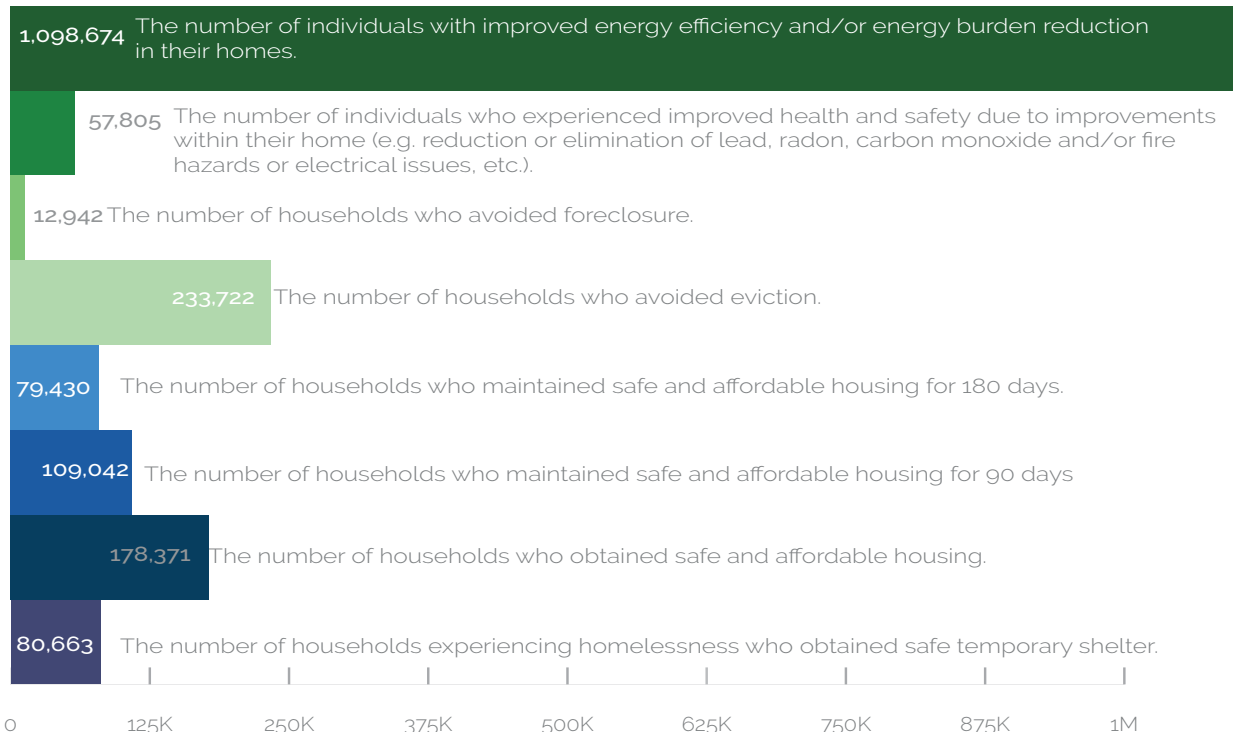 1,098,674 The number of individuals with improved energy efficiency and/or energy burden reduction
in their homes.
57,805 The number of individuals who experienced improved health and safety due to improvements
within their home (e.g. reduction or elimination of lead, radon, carbon monoxide and/or fire
hazards or electrical issues, etc.).
12,942 The number of households who avoided foreclosure.
233,722 The number of households who avoided eviction.
79,430 The number of households who maintained safe and affordable housing for 180 days.
109,042 The number of households who maintained safe and affordable housing for 90 days
178,371 The number of households who obtained safe and affordable housing.
80,663 The number of households experiencing homelessness who obtained safe temporary shelter.
0 125K 250K 375K 500K 625K 750K 875K 1M